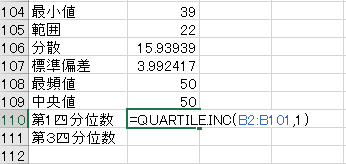 104 最小値 39
105 範囲 22
106 分散 15.93939
107 標準偏差 3.992417
108 最頻値 50
109 中央値 50
110 第1四分位数 =QUARTILE.INC(B2:B101,1)
111 第3四分位数
112